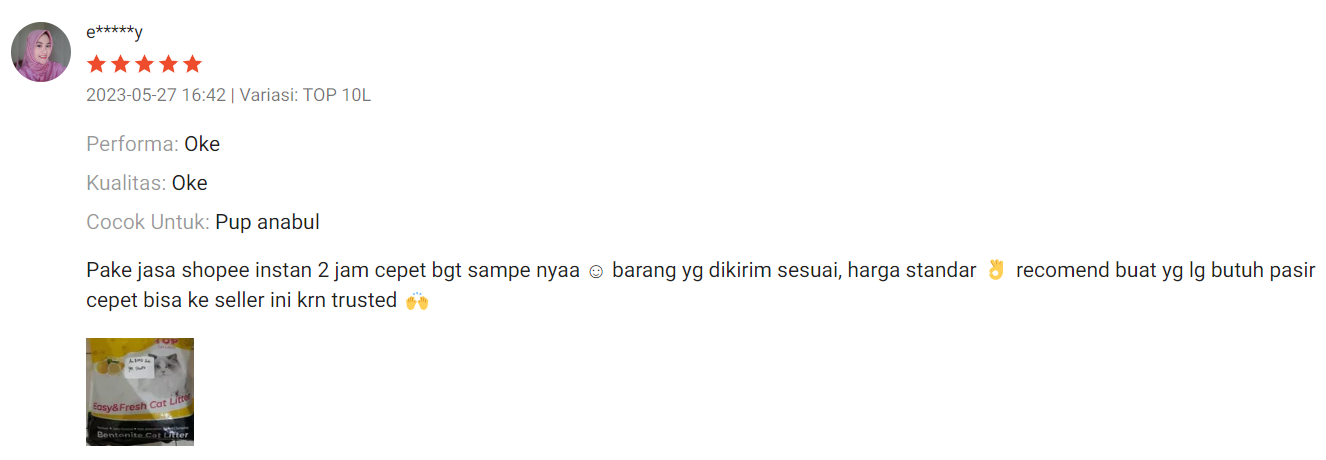 e*****y
2023-05-27 16:42 | Variasi: TOP 10L
Performa: Oke
Kualitas: Oke
Cocok Untuk: Pup anabul
Pake jasa shopee instan 2 jam cepet bgt sampe nyaa ☺ barang yg dikirim sesuai, harga standar 👌 recomend buat yg lg butuh pasir
cepet bisa ke seller ini krn trusted 🙌
TOP
Easy&Fresh Cat Litter
Bentonite Cat Litter